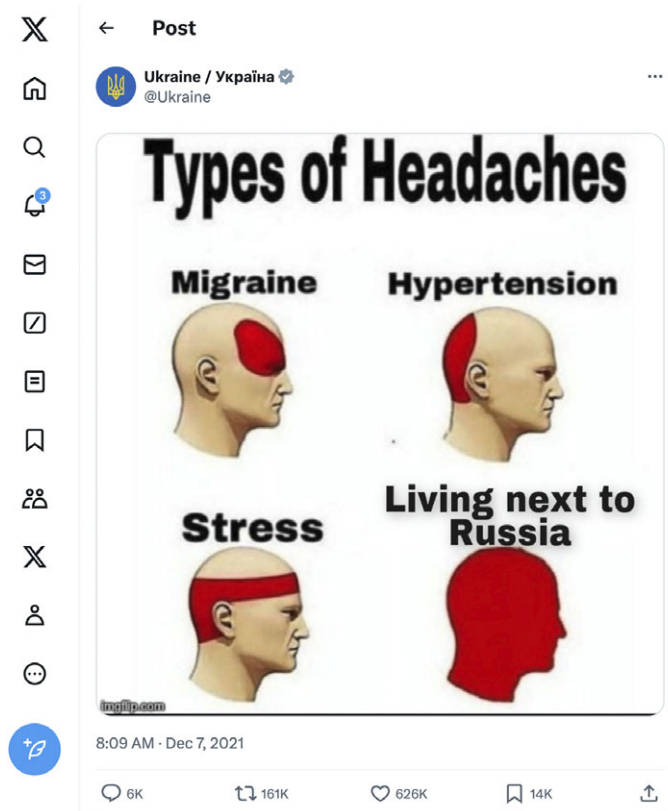 Post
3
Ukraine / Україна
@Ukraine
Types of Headaches
Migraine
Hypertension
Stress
Living next to
Russia
imgflip.com
8:09 AM · Dec 7, 2021
6K
161K
626K
14K